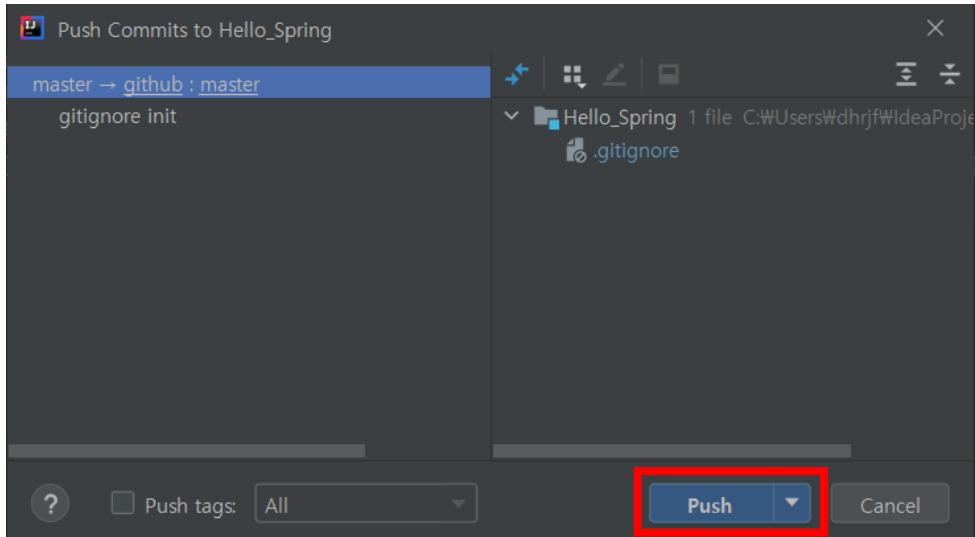 Push Commits to Hello_Spring
master → github : master
gitignore init
Hello_Spring 1 file C:₩Users₩dhrjf₩IdeaProje
.gitignore
? Push tags: All Push Cancel